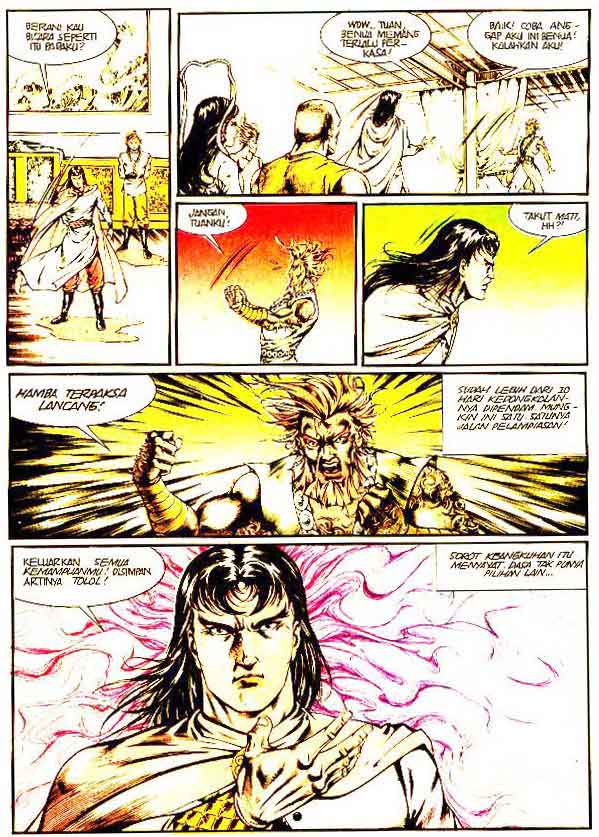 BERANI KAU
BICARA SEPERTI
ITU PADAKU?
WOW... TUAN,
BENUA MEMANG
TERLALU PER-
KASA!
BAIK! COBA ANG-
GAP AKU INI BENUA!
KALAHKAN AKU!
JANGAN,
TUANKU!
TAKUT MATI,
HH?!
HAMBA TERPAKSA
LANCANG!
SUDAH LEBIH DARI 10
HARI KEDONGKOLAN-
NYA DIPENDAM. MUNG-
KIN INI SATU SATUNYA
JALAN PELAMPIASAN!
KELUARKAN SEMUA
KEMAMPUANMU! DISIMPAN
ARTINYA TOLOL!
SOROT KEANGKUHAN ITU
MENYAYAT. DASA TAK PUNYA
PILIHAN LAIN...